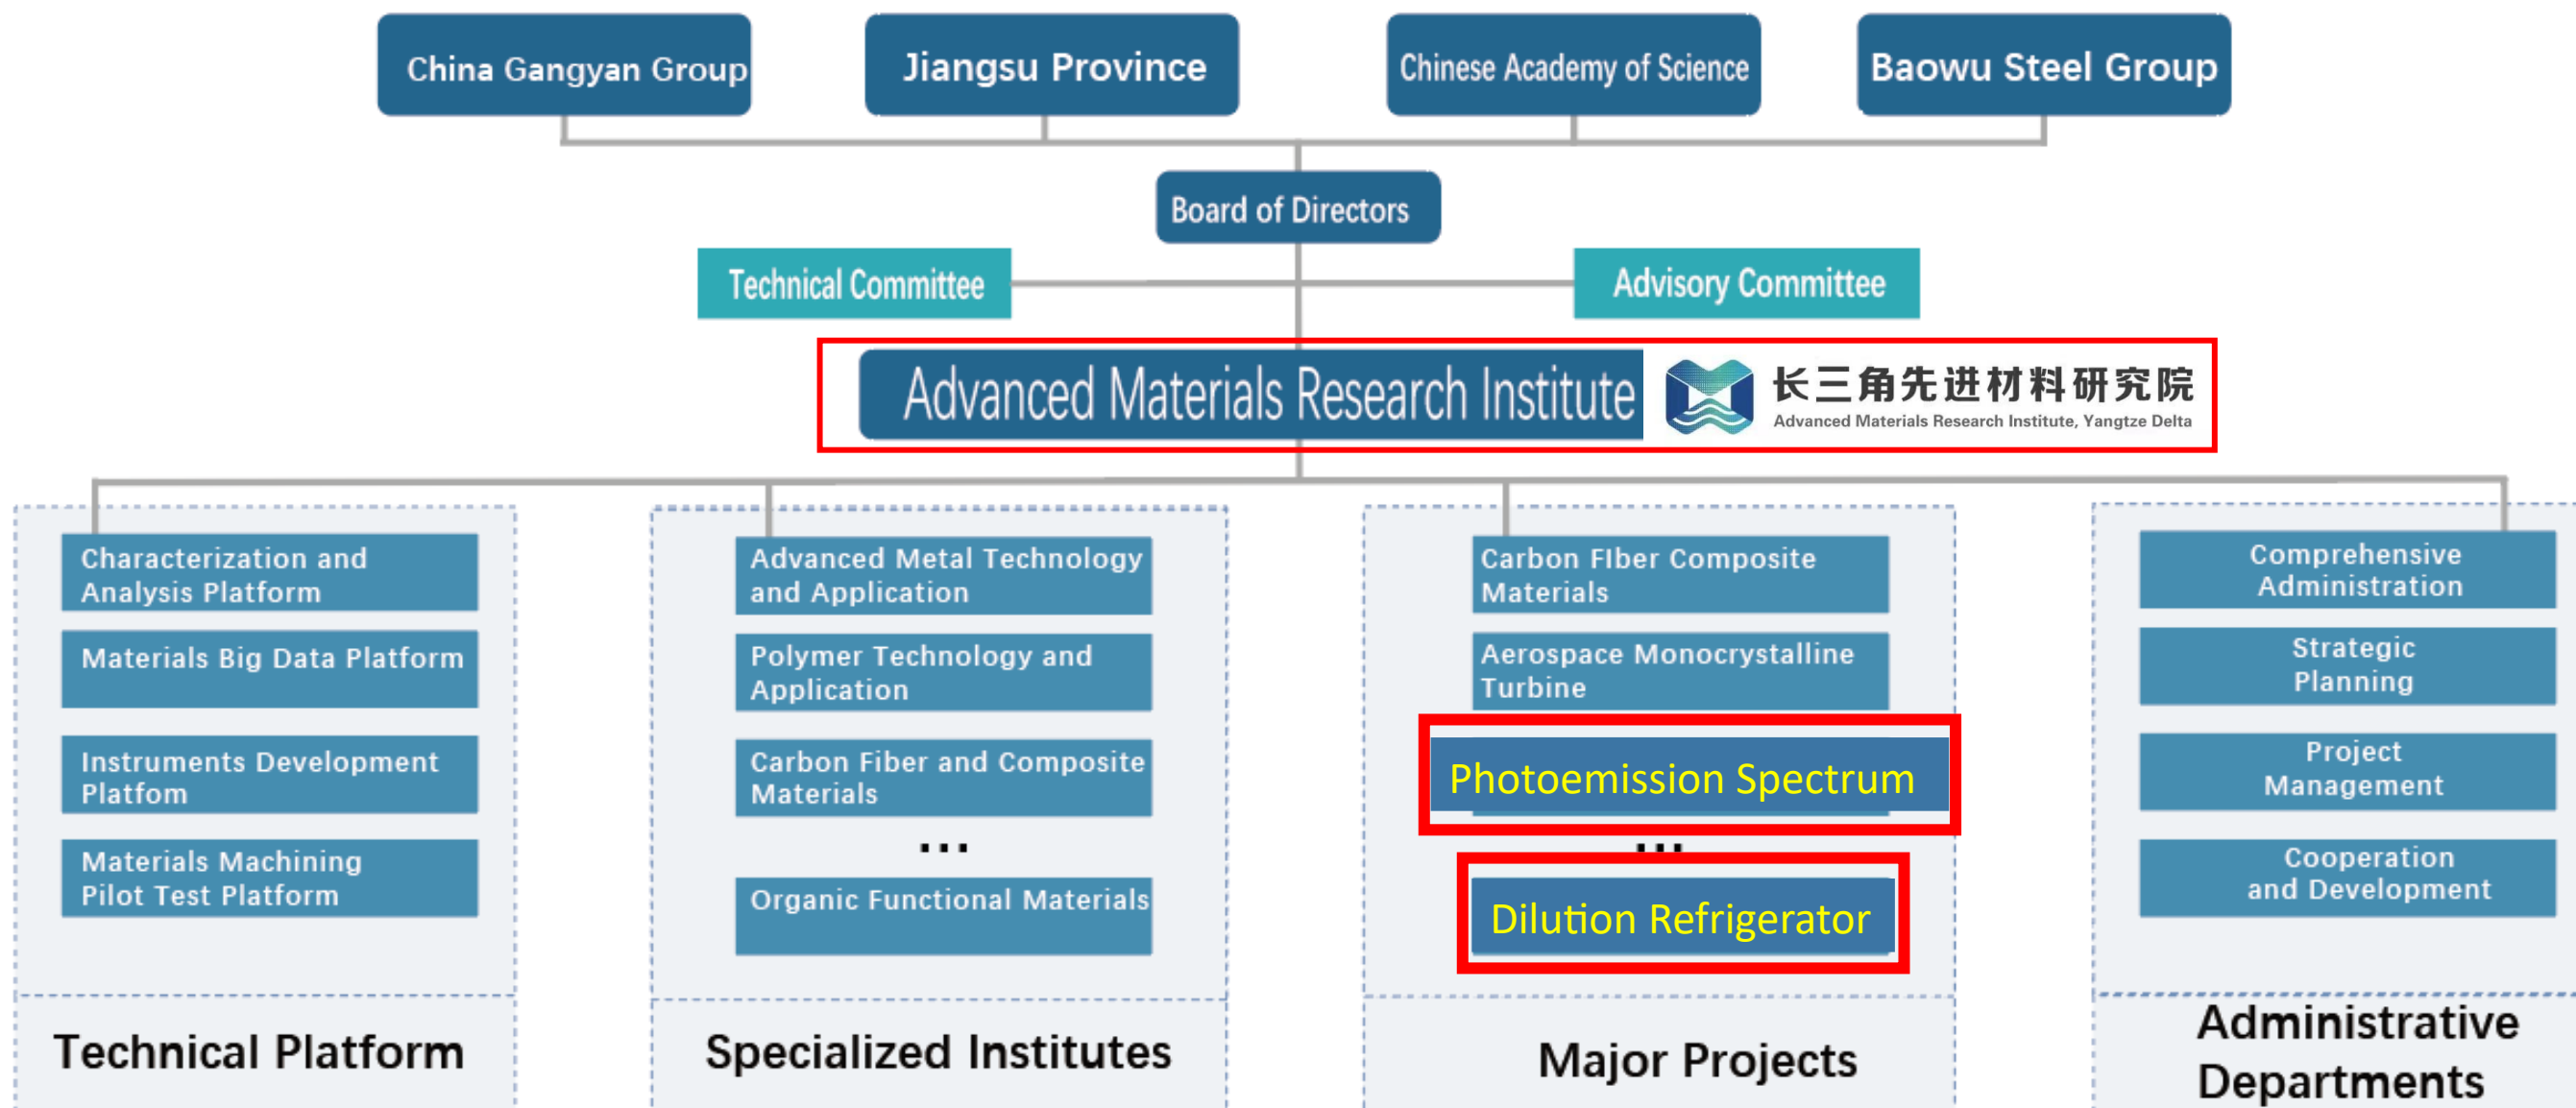 China Gangyan Group
Jiangsu Province
Chinese Academy of Science
Baowu Steel Group
Board of Directors
Technical Committee
Advisory Committee
Advanced Materials Research Institute
长三角先进材料研究院
Advanced Materials Research Institute, Yangtze Delta
Characterization and
Analysis Platform
Materials Big Data Platform
Instruments Development
Platfom
Materials Machining
Pilot Test Platform
Technical Platform
Advanced Metal Technology
and Application
Polymer Technology and
Application
Carbon Fiber and Composite
Materials
...
Organic Functional Materials
Specialized Institutes
Carbon FIber Composite
Materials
Aerospace Monocrystalline
Turbine
Photoemission Spectrum
...
Dilution Refrigerator
Major Projects
Comprehensive
Administration
Strategic
Planning
Project
Management
Cooperation
and Development
Administrative
Departments